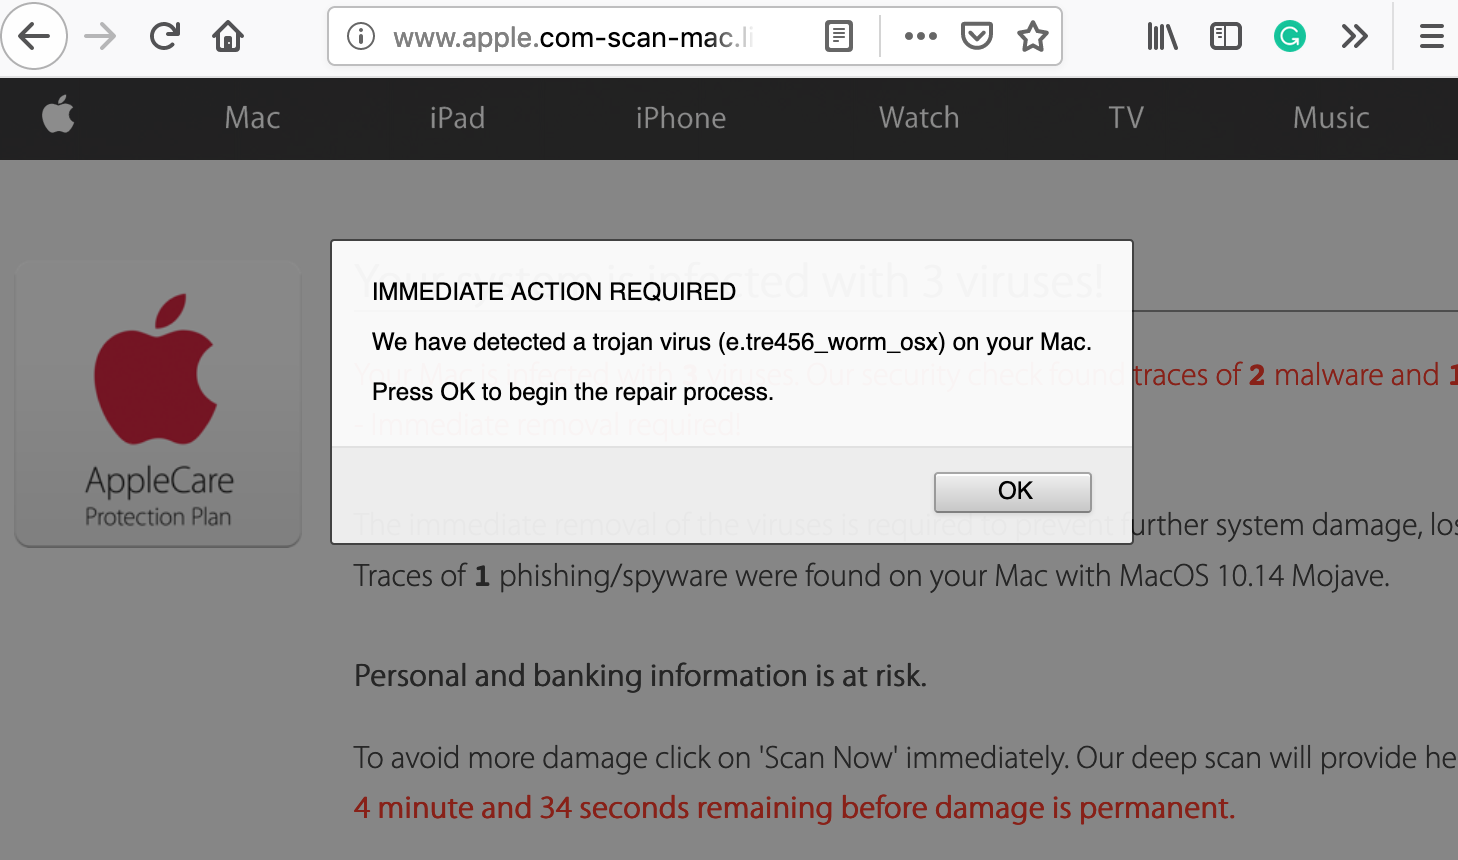 www.apple.com-scan-mac.li
Mac iPad iPhone Watch TV Music
Your system is infected with 3 viruses!
IMMEDIATE ACTION REQUIRED
We have detected a trojan virus (e.tre456_worm_osx) on your Mac.
Press OK to begin the repair process.
OK
AppleCare
Protection Plan
Your Mac is infected with 3 viruses. Our security check found traces of 2 malware and 1
- Immediate removal required!
The immediate removal of the viruses is required to prevent further system damage, los
Traces of 1 phishing/spyware were found on your Mac with MacOS 10.14 Mojave.
Personal and banking information is at risk.
To avoid more damage click on 'Scan Now' immediately. Our deep scan will provide he
4 minute and 34 seconds remaining before damage is permanent.